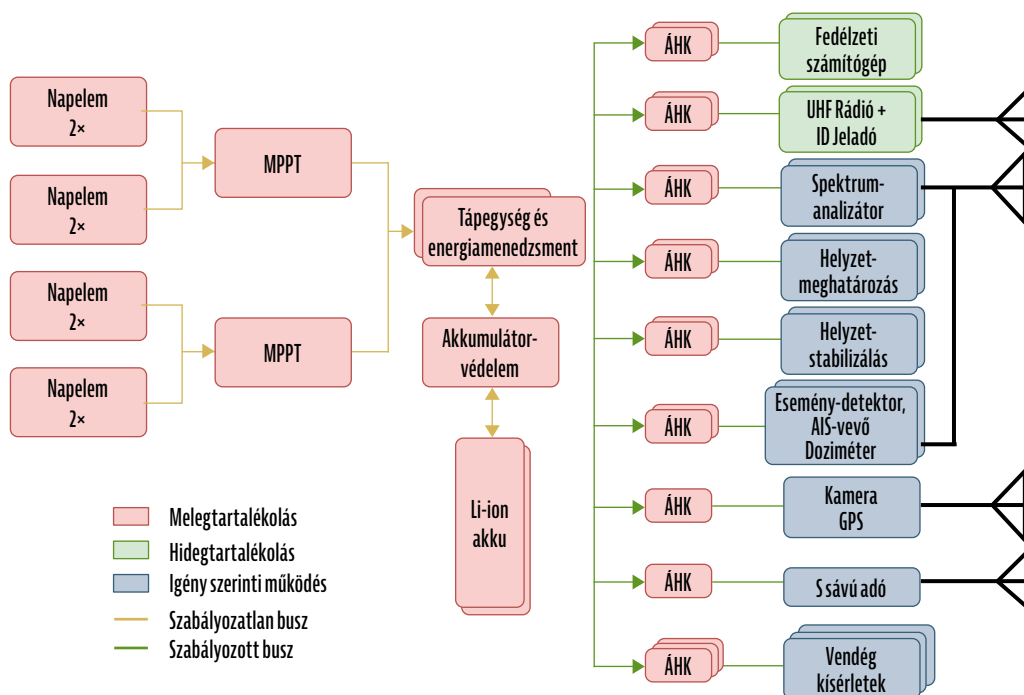 Napelem
2×
Napelem
2×
Napelem
2×
Napelem
2×
MPPT
MPPT
Tápegység és
energiamenedzsment
Akkumulátor-
védelem
Li-ion
akku
ÁHK
Fedélzeti
számítógép
ÁHK
UHF Rádió +
ID Jeladó
ÁHK
Spektrum-
analizátor
ÁHK
Helyzet-
meghatározás
ÁHK
Helyzet-
stabilizálás
ÁHK
Esemény-detektor,
AIS-vevő
Doziméter
ÁHK
Kamera
GPS
ÁHK
S sávú adó
ÁHK
Vendég
kísérletek
Melegtartalékolás
Hidegtartalékolás
Igény szerinti működés
Szabályozatlan busz
Szabályozott busz